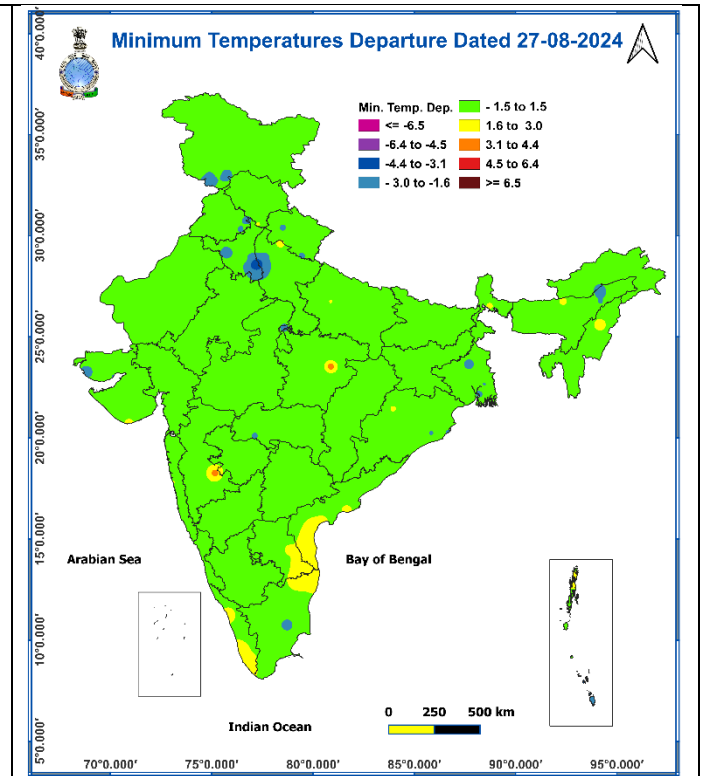 Minimum Temperatures Departure Dated 27-08-2024
Min. Temp. Dep.
<= -6.5
-6.4 to -4.5
-4.4 to -3.1
- 3.0 to -1.6
- 1.5 to 1.5
1.6 to 3.0
3.1 to 4.4
4.5 to 6.4
>= 6.5
40°0.000'
35°0.000'
30°0.000'
25°0.000'
20°0.000'
15°0.000'
10°0.000'
5°0.000'
Arabian Sea
Bay of Bengal
Indian Ocean
0 250 500 km
70°0.000' 75°0.000' 80°0.000' 85°0.000' 90°0.000' 95°0.000'